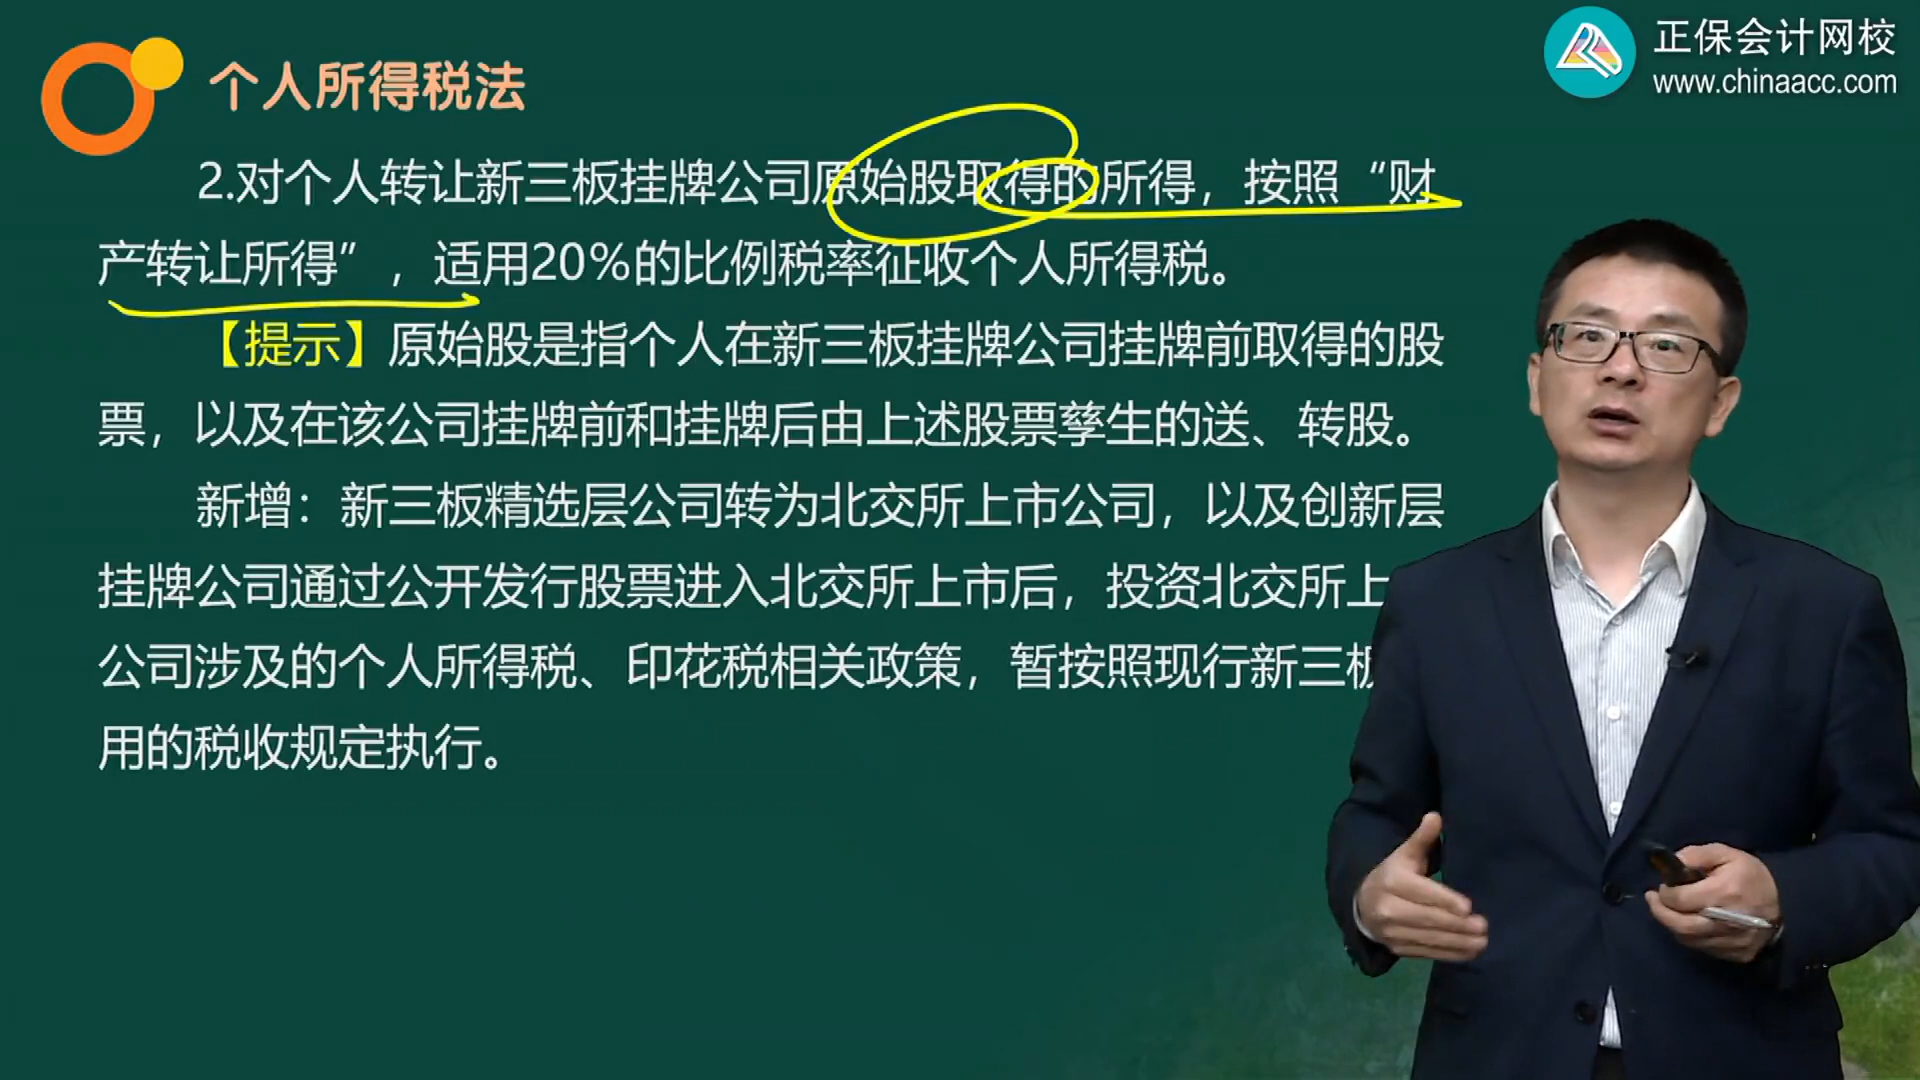 正保会计网校
www.chinaacc.com
个人所得税法
2.对个人转让新三板挂牌公司原始股取得的所得，按照“财
产转让所得”，适用20%的比例税率征收个人所得税。
【提示】原始股是指个人在新三板挂牌公司挂牌前取得的股
票，以及在该公司挂牌前和挂牌后由上述股票孳生的送、转股。
新增：新三板精选层公司转为北交所上市公司，以及创新层
挂牌公司通过公开发行股票进入北交所上市后，投资北交所上
公司涉及的个人所得税、印花税相关政策，暂按照现行新三板
用的税收规定执行。